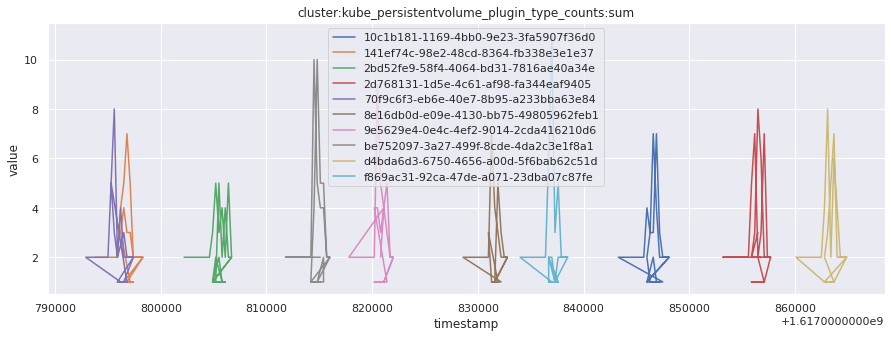 cluster:kube_persistentvolume_plugin_type_counts:sum
10c1b181-1169-4bb0-9e23-3fa5907f36d0
141ef74c-98e2-48cd-8364-fb338e3e1e37
2bd52fe9-58f4-4064-bd31-7816ae40a34e
2d768131-1d5e-4c61-af98-fa344eaf9405
70f9c6f3-eb6e-40e7-8b95-a233bba63e84
8e16db0d-e09e-4130-bb75-49805962feb1
9e5629e4-0e4c-4ef2-9014-2cda416210d6
be752097-3a27-499f-8cde-4da2c3e1f8a1
d4bda6d3-6750-4656-a00d-5f6bab62c51d
f869ac31-92ca-47de-a071-23dba07c87fe
value
10
8
6
4
2
790000 800000 810000 820000 830000 840000 850000 860000
+1.6170000000e9
timestamp